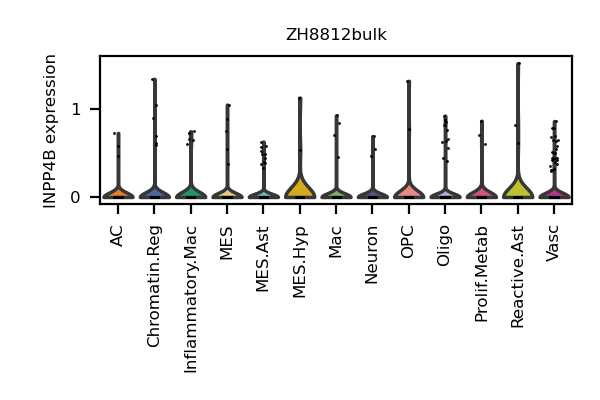 ZH8812bulk
INPP4B expression
1
0
AC
Chromatin.Reg
Inflammatory.Mac
MES
MES.Ast
MES.Hyp
Mac
Neuron
OPC
Oligo
Prolif.Metab
Reactive.Ast
Vasc